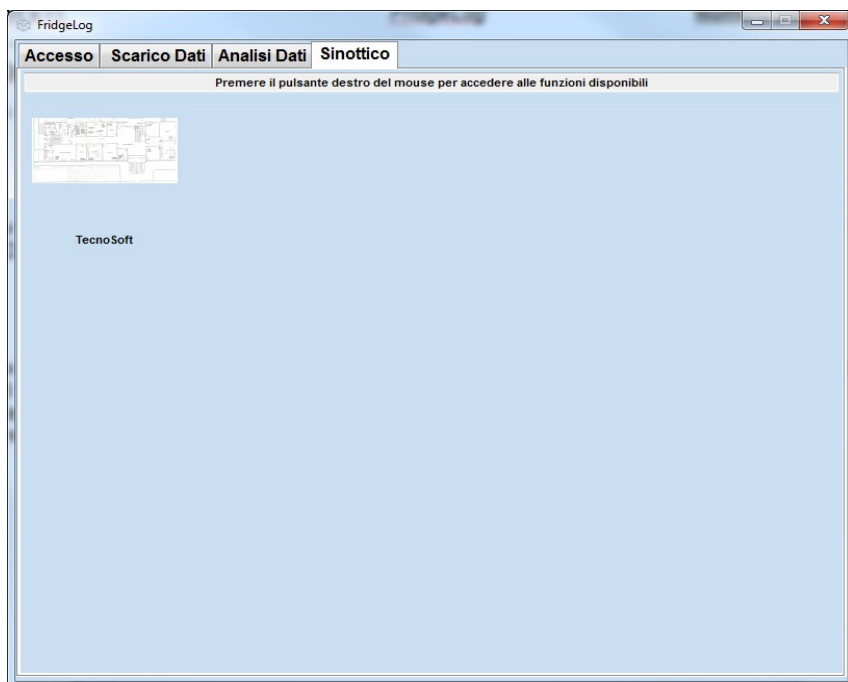 FridgeLog
Accesso Scarico Dati Analisi Dati Sinottico
Premere il pulsante destro del mouse per accedere alle funzioni disponibili
TecnoSoft